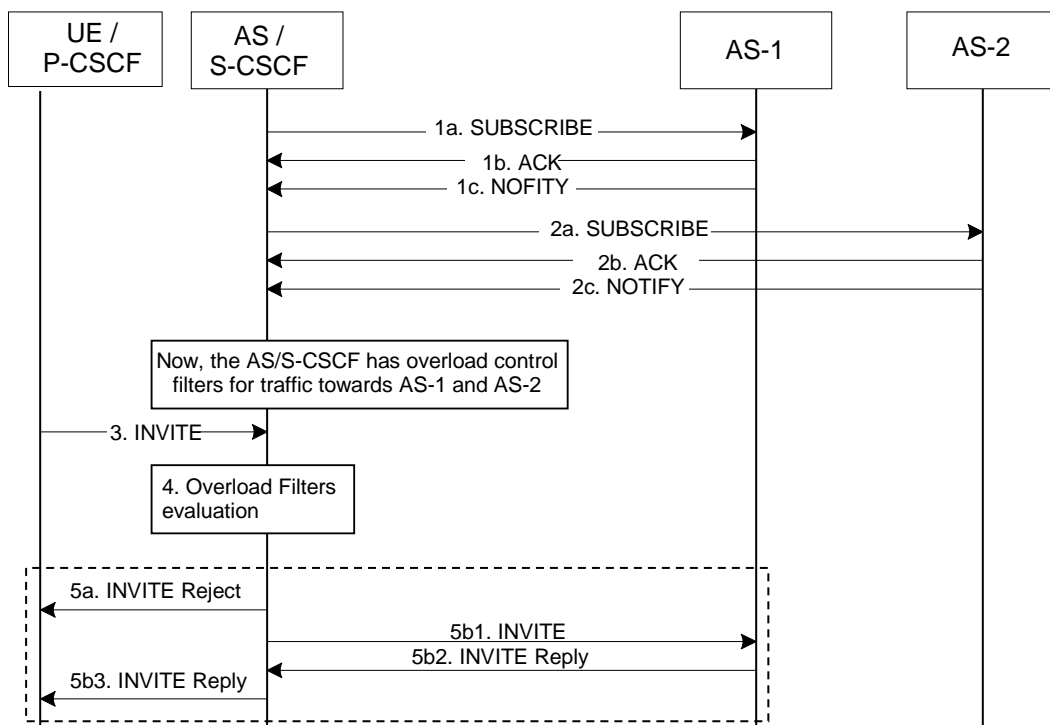 UE /
P-CSCF
AS /
S-CSCF
AS-1
AS-2
1a. SUBSCRIBE
1b. ACK
1c. NOFITY
2a. SUBSCRIBE
2b. ACK
2c. NOTIFY
Now, the AS/S-CSCF has overload control
filters for traffic towards AS-1 and AS-2
3. INVITE
4. Overload Filters
evaluation
5a. INVITE Reject
5b1. INVITE
5b2. INVITE Reply
5b3. INVITE Reply